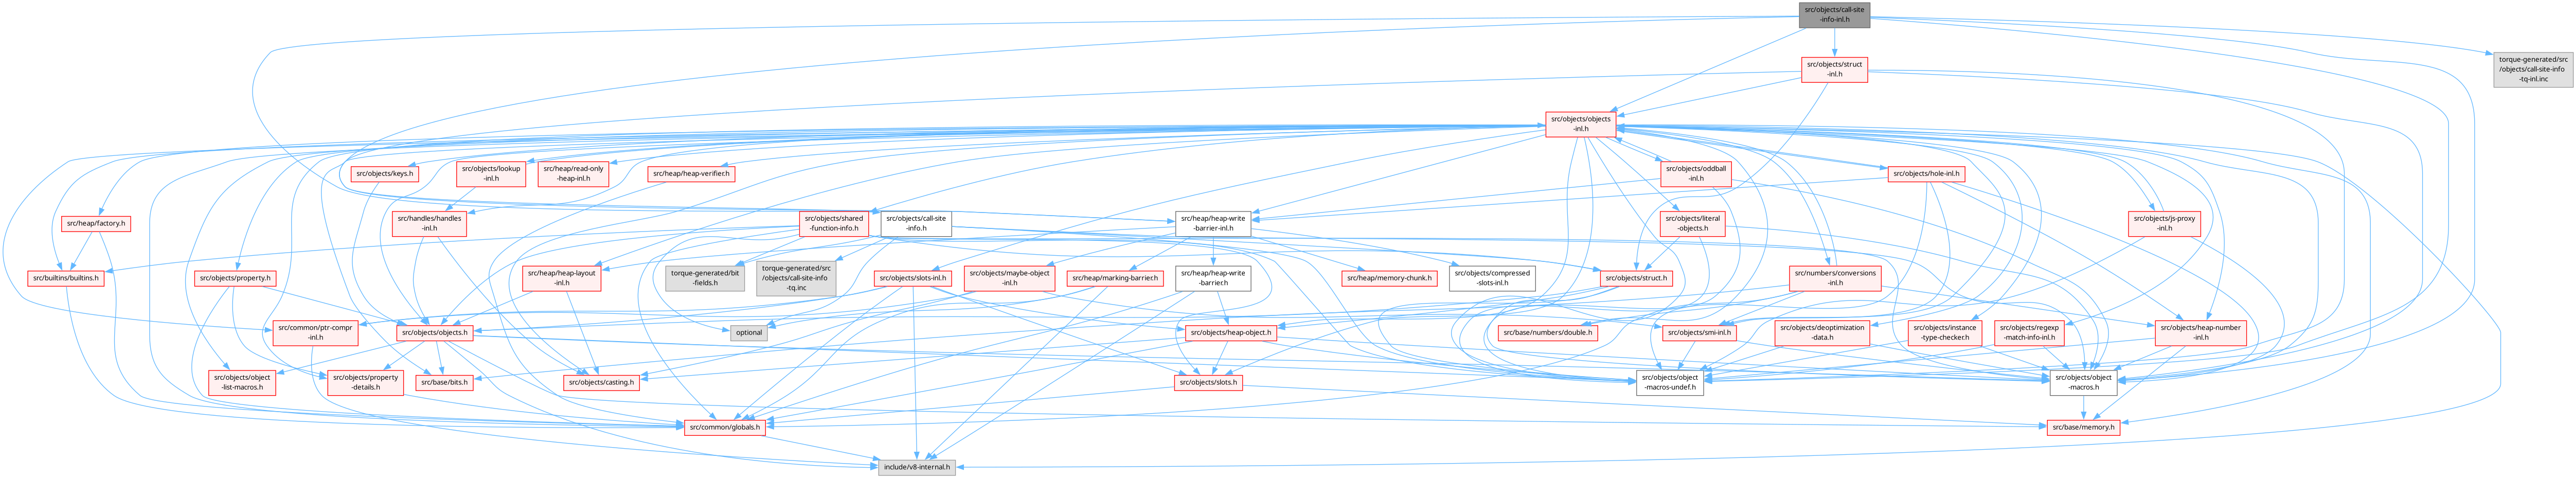 src/objects/call-site
-info-inl.h
torque-generated/src
/objects/call-site-info
-tq-inl.inc
src/objects/struct
-inl.h
src/objects/objects
-inl.h
src/objects/keys.h
src/objects/lookup
-inl.h
src/heap/read-only
-heap-inl.h
src/heap/heap-verifier.h
src/objects/oddball
-inl.h
src/objects/hole-inl.h
src/heap/factory.h
src/handles/handles
-inl.h
src/objects/shared
-function-info.h
src/objects/call-site
-info.h
src/heap/heap-write
-barrier-inl.h
src/objects/literal
-objects.h
src/objects/js-proxy
-inl.h
src/builtins/builtins.h
src/objects/property.h
src/heap/heap-layout
-inl.h
torque-generated/bit
-fields.h
torque-generated/src
/objects/call-site-info
-tq.inc
src/objects/slots-inl.h
src/objects/maybe-object
-inl.h
src/heap/marking-barrier.h
src/heap/heap-write
-barrier.h
src/heap/memory-chunk.h
src/objects/compressed
-slots-inl.h
src/objects/struct.h
src/numbers/conversions
-inl.h
src/common/ptr-compr
-inl.h
src/objects/objects.h
optional
src/objects/heap-object.h
src/base/numbers/double.h
src/objects/smi-inl.h
src/objects/deoptimization
-data.h
src/objects/instance
-type-checker.h
src/objects/regexp
-match-info-inl.h
src/objects/heap-number
-inl.h
src/objects/object
-list-macros.h
src/objects/property
-details.h
src/base/bits.h
src/objects/casting.h
src/objects/slots.h
src/objects/object
-macros-undef.h
src/objects/object
-macros.h
src/common/globals.h
src/base/memory.h
include/v8-internal.h